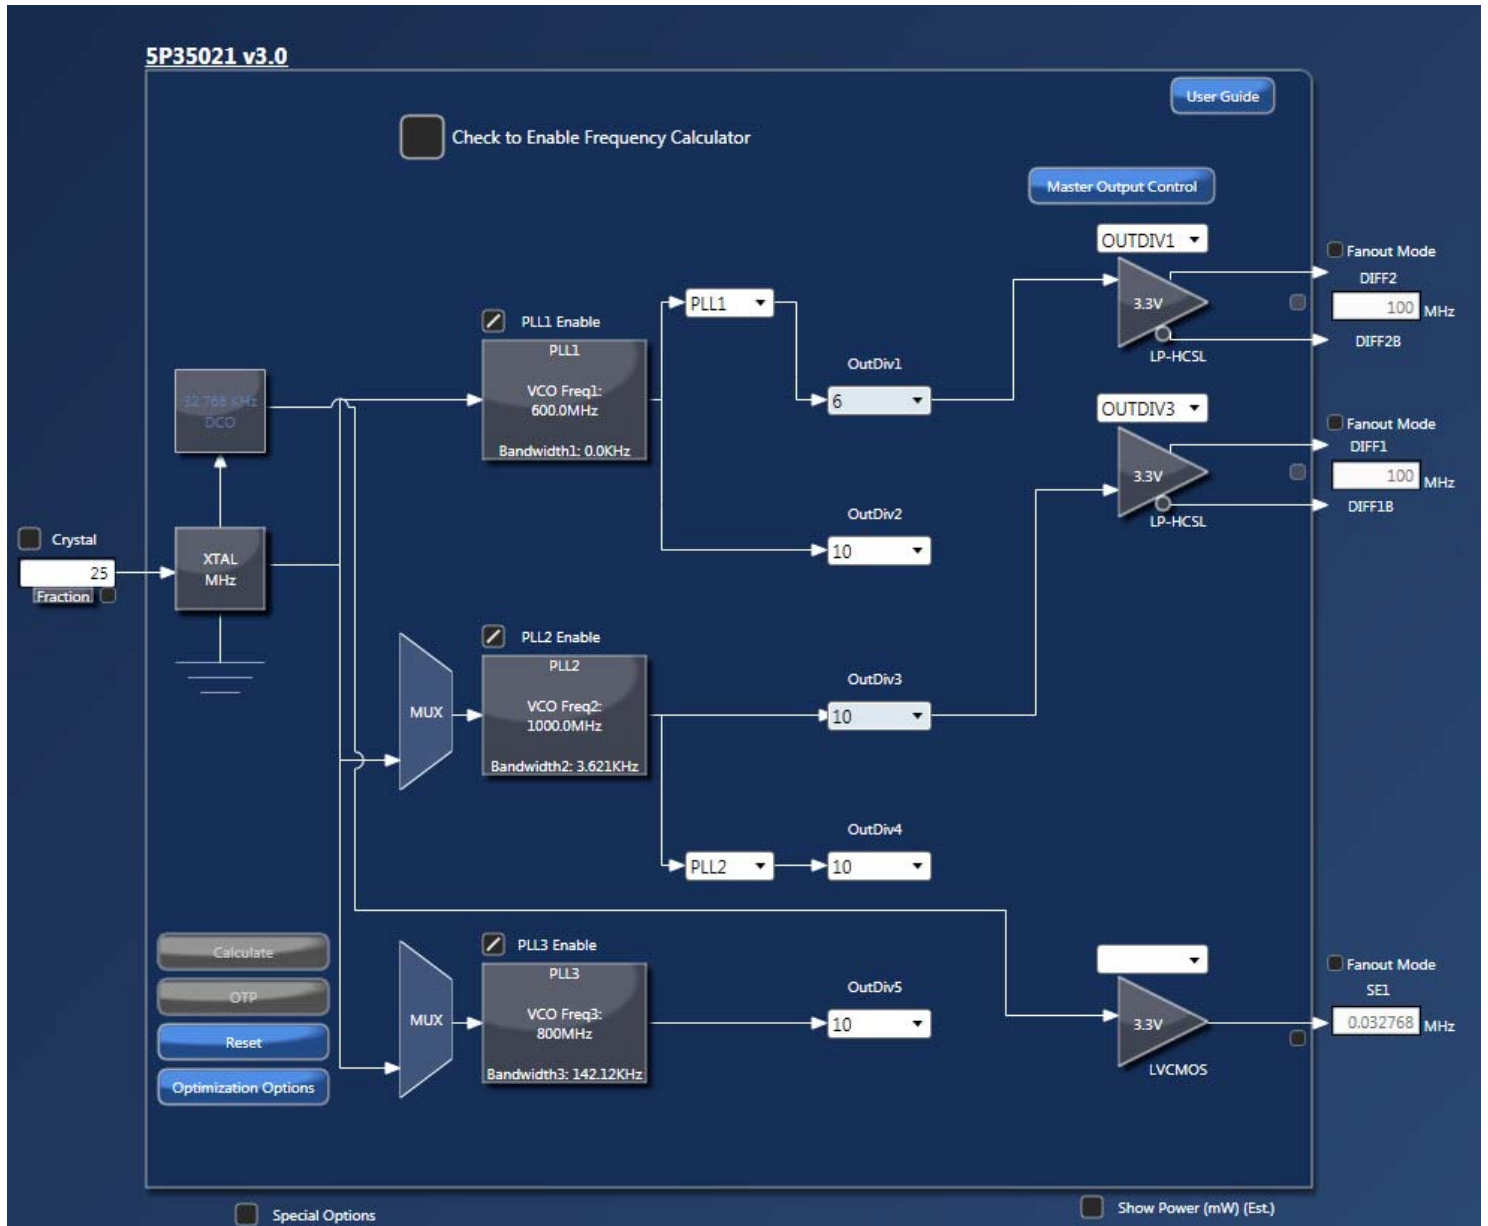 5P35021 v3.0
User Guide
Check to Enable Frequency Calculator
Master Output Control
OUTDIV1
Fanout Mode
DIFF2
3.3V
100 MHz
DIFF2B
LP-HCSL
PLL1 Enable
PLL1
PLL1
VCO Freq1:
600.0MHz
Bandwidth1: 0.0KHz
OutDiv1
6
32.768 KHz
DCO
OUTDIV3
Fanout Mode
DIFF1
3.3V
100 MHz
DIFF1B
LP-HCSL
OutDiv2
10
Crystal
25
Fraction
XTAL
MHz
PLL2 Enable
PLL2
VCO Freq2:
1000.0MHz
Bandwidth2: 3.621KHz
MUX
OutDiv3
10
OutDiv4
PLL2
10
Calculate
OTP
Reset
Optimization Options
PLL3 Enable
PLL3
VCO Freq3:
800MHz
Bandwidth3: 142.12KHz
MUX
OutDiv5
10
Fanout Mode
SE1
3.3V
0.032768 MHz
LVCMOS
Special Options
Show Power (mW) (Est.)